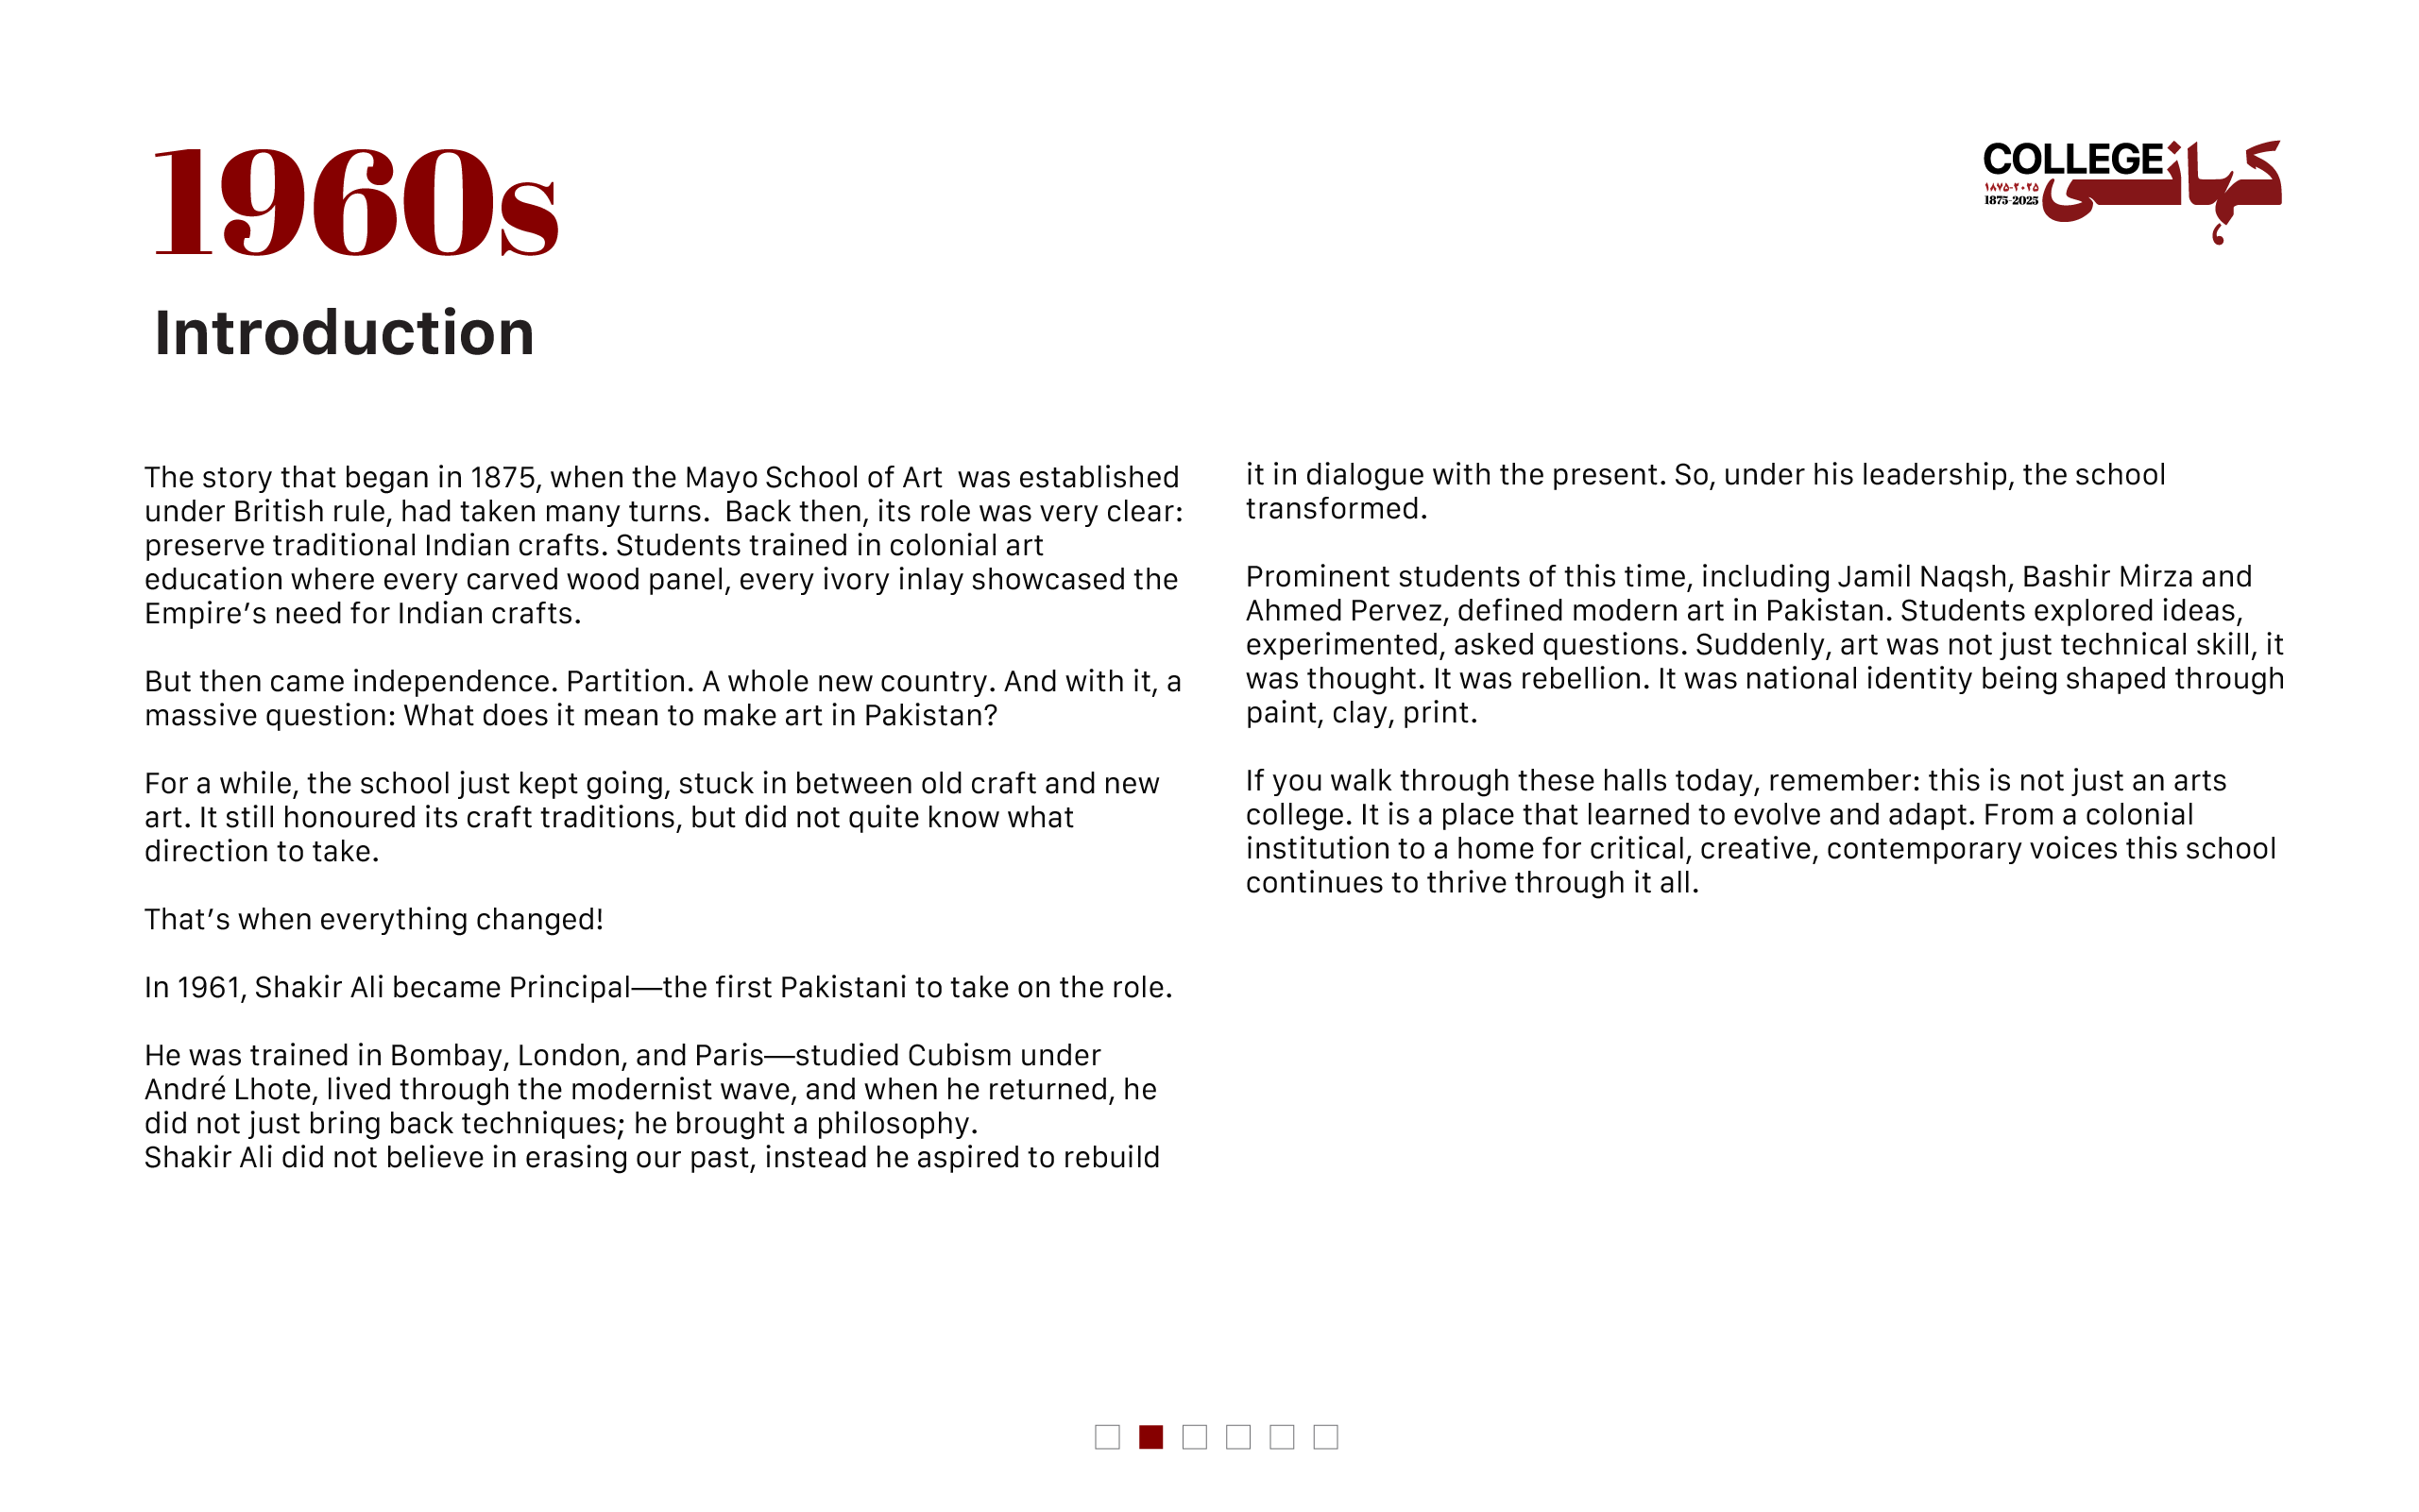 1960s
COLLEGE کہانی
۱۸۷۵-۲۰۲۵
1875-2025
Introduction
The story that began in 1875, when the Mayo School of Art  was established
under British rule, had taken many turns.  Back then, its role was very clear:
preserve traditional Indian crafts. Students trained in colonial art
education where every carved wood panel, every ivory inlay showcased the
Empire’s need for Indian crafts.
But then came independence. Partition. A whole new country. And with it, a
massive question: What does it mean to make art in Pakistan?
For a while, the school just kept going, stuck in between old craft and new
art. It still honoured its craft traditions, but did not quite know what
direction to take.
That’s when everything changed!
In 1961, Shakir Ali became Principal—the first Pakistani to take on the role.
He was trained in Bombay, London, and Paris—studied Cubism under
André Lhote, lived through the modernist wave, and when he returned, he
did not just bring back techniques; he brought a philosophy.
Shakir Ali did not believe in erasing our past, instead he aspired to rebuild
it in dialogue with the present. So, under his leadership, the school
transformed.
Prominent students of this time, including Jamil Naqsh, Bashir Mirza and
Ahmed Pervez, defined modern art in Pakistan. Students explored ideas,
experimented, asked questions. Suddenly, art was not just technical skill, it
was thought. It was rebellion. It was national identity being shaped through
paint, clay, print.
If you walk through these halls today, remember: this is not just an arts
college. It is a place that learned to evolve and adapt. From a colonial
institution to a home for critical, creative, contemporary voices this school
continues to thrive through it all.